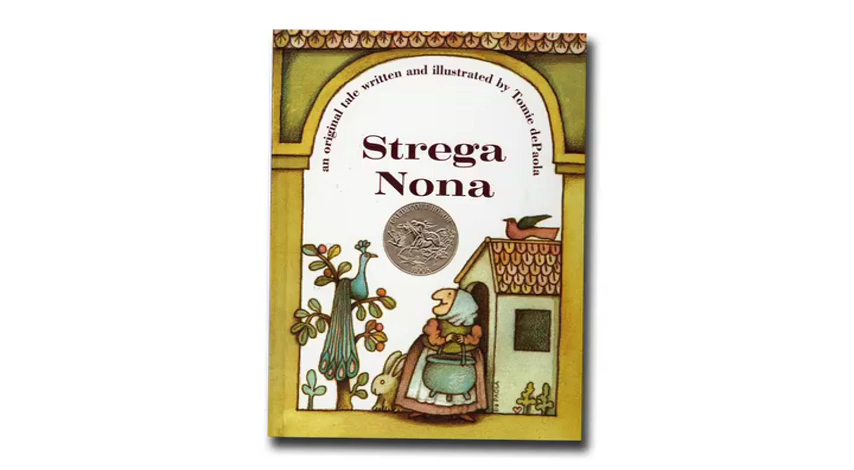 an original tale written and illustrated by Tomie dePaola
Strega
Nona